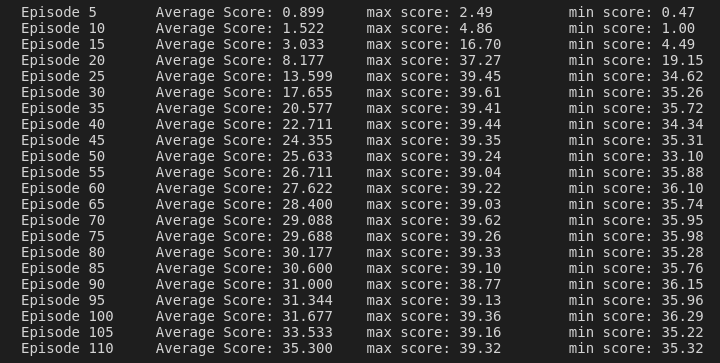 Episode 5 Average Score: 0.899 max score: 2.49 min score: 0.47
Episode 10 Average Score: 1.522 max score: 4.86 min score: 1.00
Episode 15 Average Score: 3.033 max score: 16.70 min score: 4.49
Episode 20 Average Score: 8.177 max score: 37.27 min score: 19.15
Episode 25 Average Score: 13.599 max score: 39.45 min score: 34.62
Episode 30 Average Score: 17.655 max score: 39.61 min score: 35.26
Episode 35 Average Score: 20.577 max score: 39.41 min score: 35.72
Episode 40 Average Score: 22.711 max score: 39.44 min score: 34.34
Episode 45 Average Score: 24.355 max score: 39.35 min score: 35.31
Episode 50 Average Score: 25.633 max score: 39.24 min score: 33.10
Episode 55 Average Score: 26.711 max score: 39.04 min score: 35.88
Episode 60 Average Score: 27.622 max score: 39.22 min score: 36.10
Episode 65 Average Score: 28.400 max score: 39.03 min score: 35.74
Episode 70 Average Score: 29.088 max score: 39.62 min score: 35.95
Episode 75 Average Score: 29.688 max score: 39.26 min score: 35.98
Episode 80 Average Score: 30.177 max score: 39.33 min score: 35.28
Episode 85 Average Score: 30.600 max score: 39.10 min score: 35.76
Episode 90 Average Score: 31.000 max score: 38.77 min score: 36.15
Episode 95 Average Score: 31.344 max score: 39.13 min score: 35.96
Episode 100 Average Score: 31.677 max score: 39.36 min score: 36.29
Episode 105 Average Score: 33.533 max score: 39.16 min score: 35.22
Episode 110 Average Score: 35.300 max score: 39.32 min score: 35.32